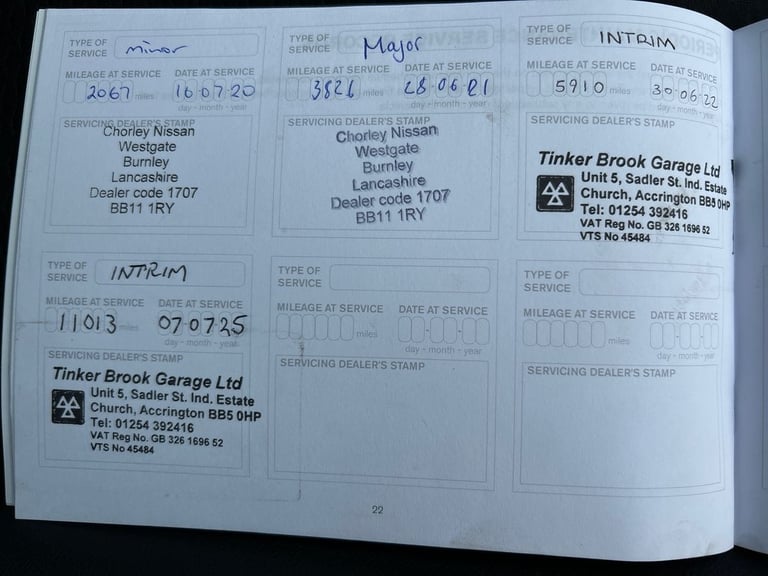 TYPE OF
SERVICE minor
MILEAGE AT SERVICE DATE AT SERVICE
2067 miles 16 07 20
day - month - year
SERVICING DEALER'S STAMP
Chorley Nissan
Westgate
Burnley
Lancashire
Dealer code 1707
BB11 1RY
TYPE OF
SERVICE Major
MILEAGE AT SERVICE DATE AT SERVICE
3826 miles 28 06 21
day - month - year
SERVICING DEALER'S STAMP
Chorley Nissan
Westgate
Burnley
Lancashire
Dealer code 1707
BB11 1RY
TYPE OF
SERVICE INTRIM
MILEAGE AT SERVICE DATE AT SERVICE
5910 miles 30 06 22
day - month - year
SERVICING DEALER'S STAMP
Tinker Brook Garage Ltd
Unit 5, Sadler St. Ind. Estate
Church, Accrington BB5 0HP
Tel: 01254 392416
VAT Reg No. GB 326 1696 52
VTS No 45484
TYPE OF
SERVICE INTRIM
MILEAGE AT SERVICE DATE AT SERVICE
11013 miles 07 07 25
day - month - year
SERVICING DEALER'S STAMP
Tinker Brook Garage Ltd
Unit 5, Sadler St. Ind. Estate
Church, Accrington BB5 0HP
Tel: 01254 392416
VAT Reg No. GB 326 1696 52
VTS No 45484
TYPE OF
SERVICE
MILEAGE AT SERVICE DATE AT SERVICE
miles
day - month - year
SERVICING DEALER'S STAMP
TYPE OF
SERVICE
MILEAGE AT SERVICE DATE AT SERVICE
miles
day - month - year
SERVICING DEALER'S STAMP
22